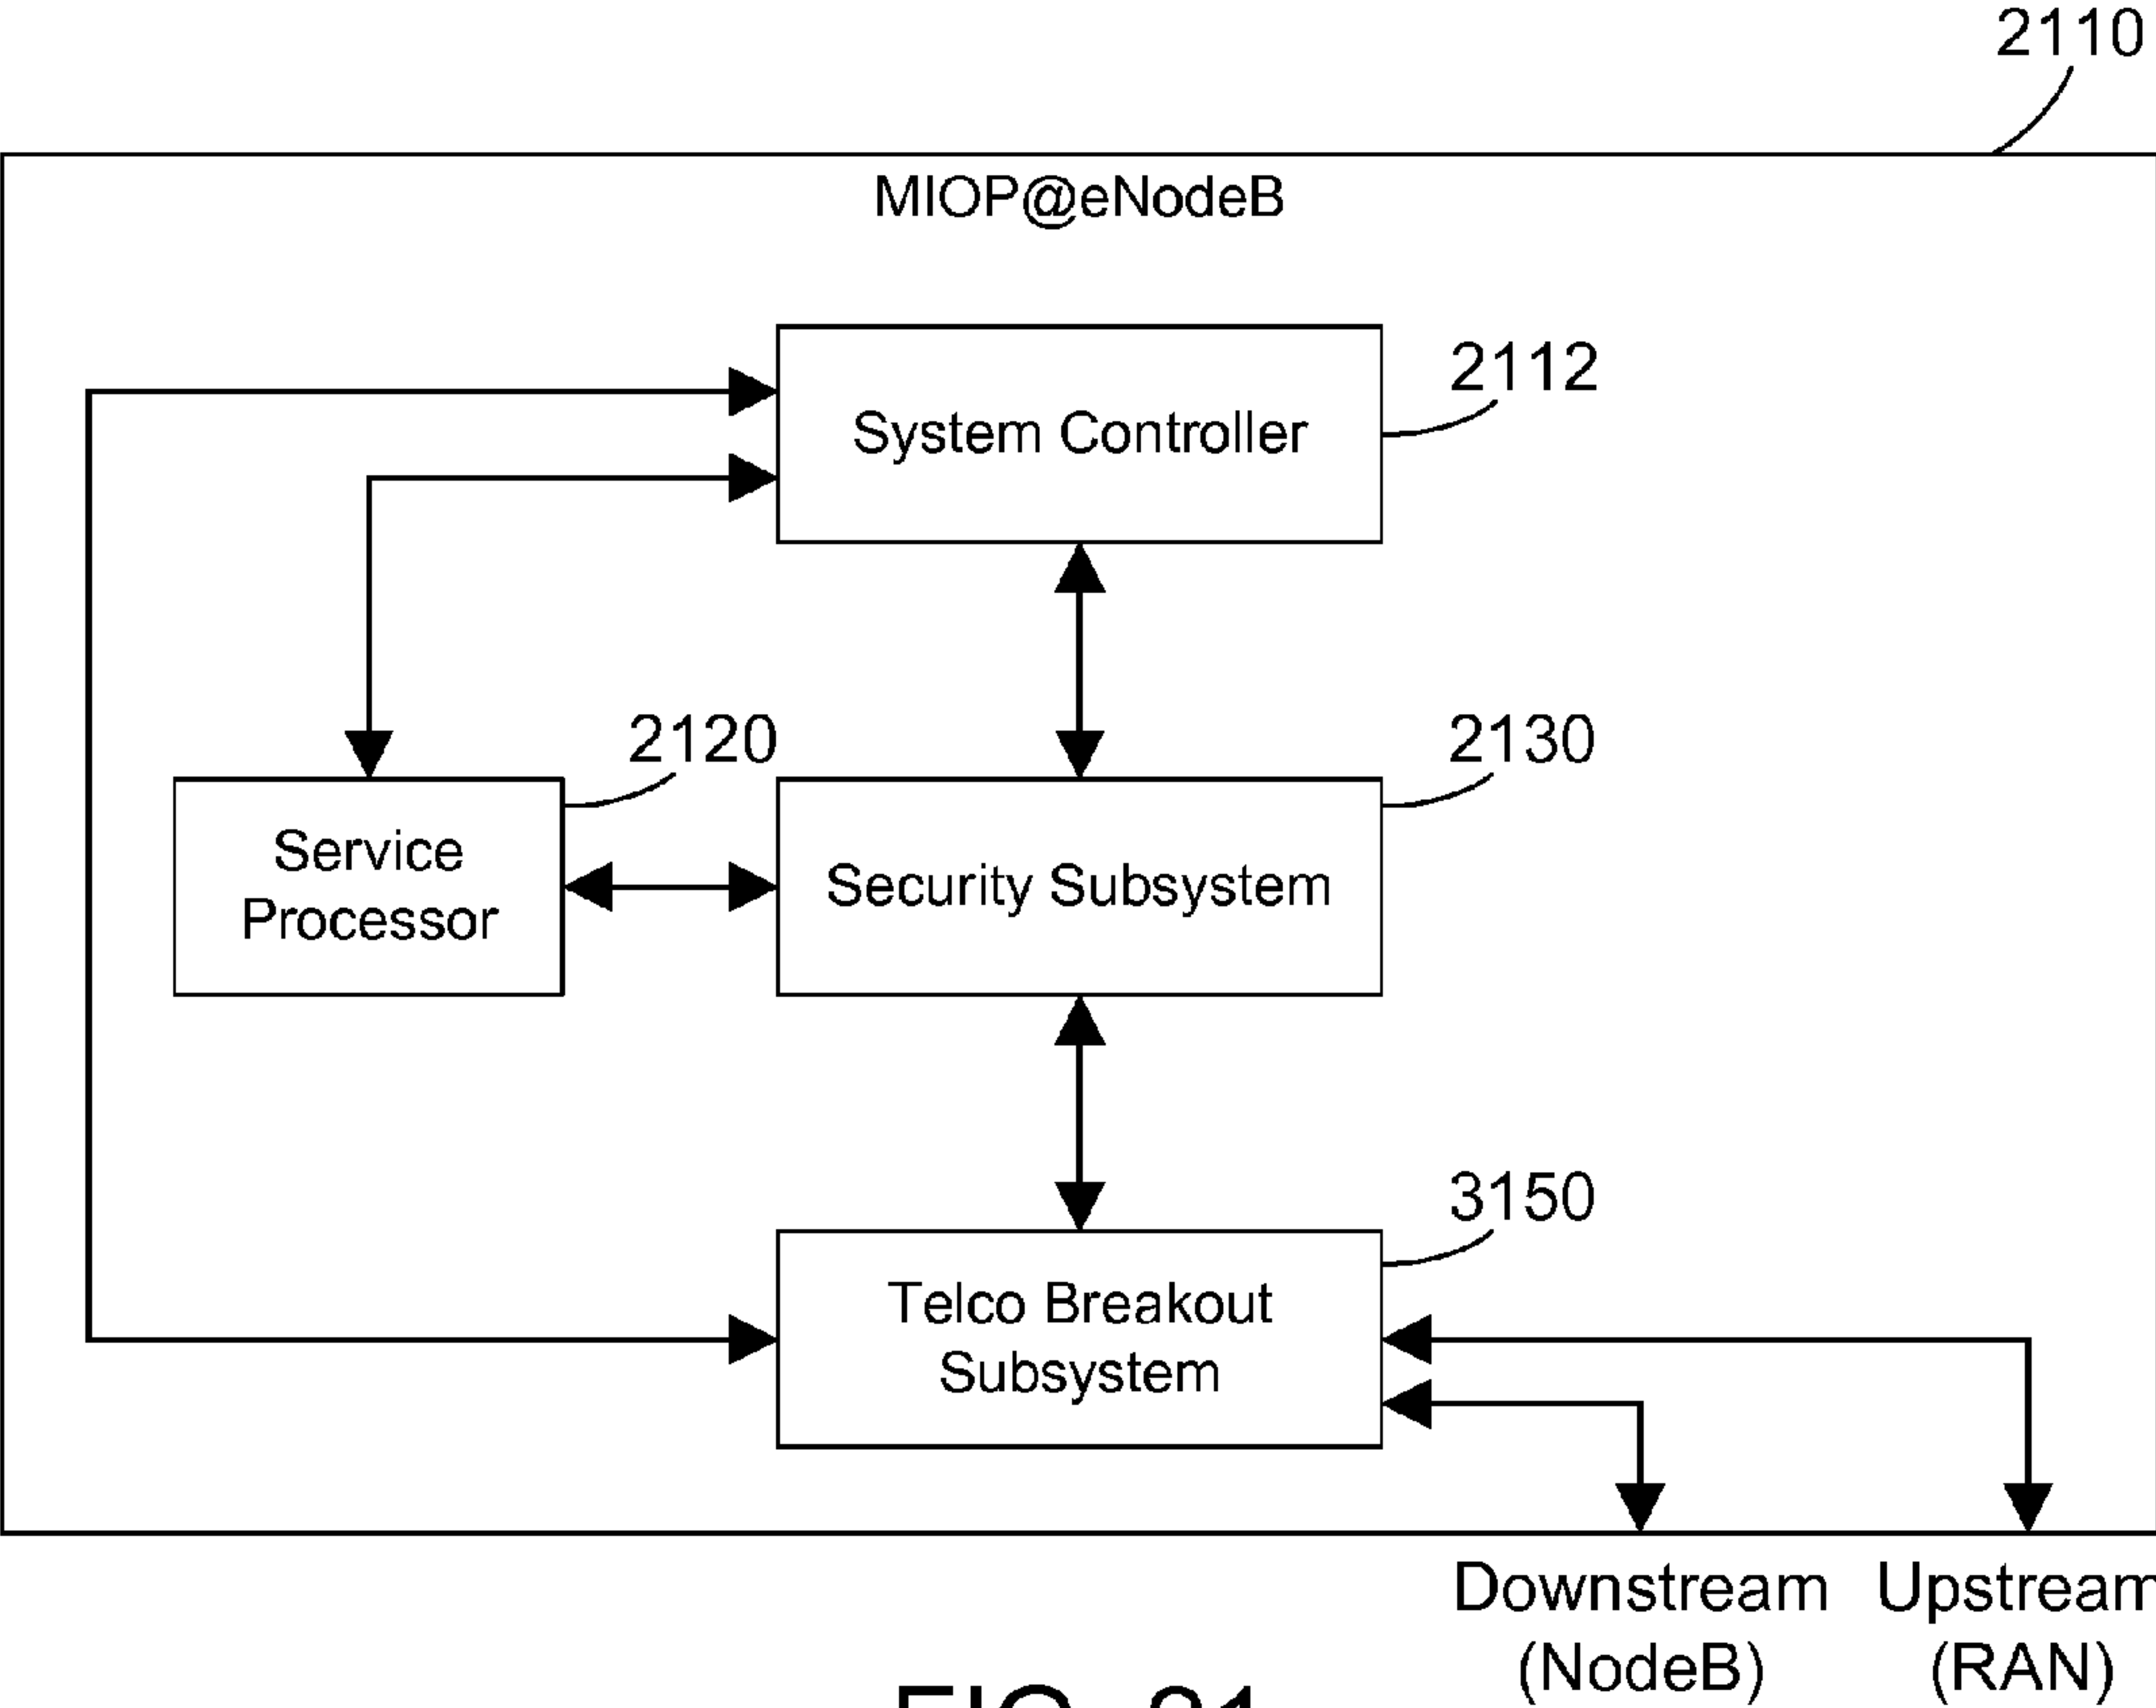 2110
MIOP@eNodeB
System Controller
2112
2120
2130
Service
Processor
Security Subsystem
3150
Telco Breakout
Subsystem
Downstream
(NodeB)
Upstream
(RAN)